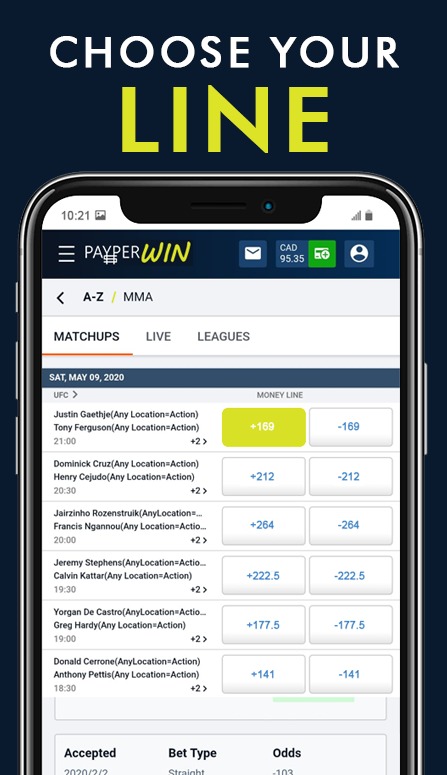 CHOOSE YOUR
LINE
10:21
PAYPER WIN
CAD
95.35
A-Z / MMA
MATCHUPS LIVE LEAGUES
SAT, MAY 09, 2020
UFC > MONEY LINE
Justin Gaethje(Any Location=Action)
Tony Ferguson(Any Location=Action)
21:00 +2 >
+169 -169
Dominick Cruz(Any Location=Action)
Henry Cejudo(Any Location=Action)
20:30 +2 >
+212 -212
Jairzinho Rozenstruik(AnyLocation=...
Francis Ngannou(Any Location=Actio...
20:00 +2 >
+264 -264
Jeremy Stephens(AnyLocation=Actio...
Calvin Kattar(Any Location=Action)
19:30 +2 >
+222.5 -222.5
Yorgan De Castro(AnyLocation=Actio...
Greg Hardy(Any Location=Action)
19:00 +2 >
+177.5 -177.5
Donald Cerrone(AnyLocation=Action)
Anthony Pettis(Any Location=Action)
18:30 +2 >
+141 -141
Accepted Bet Type Odds
2020/2/2 Straight -103